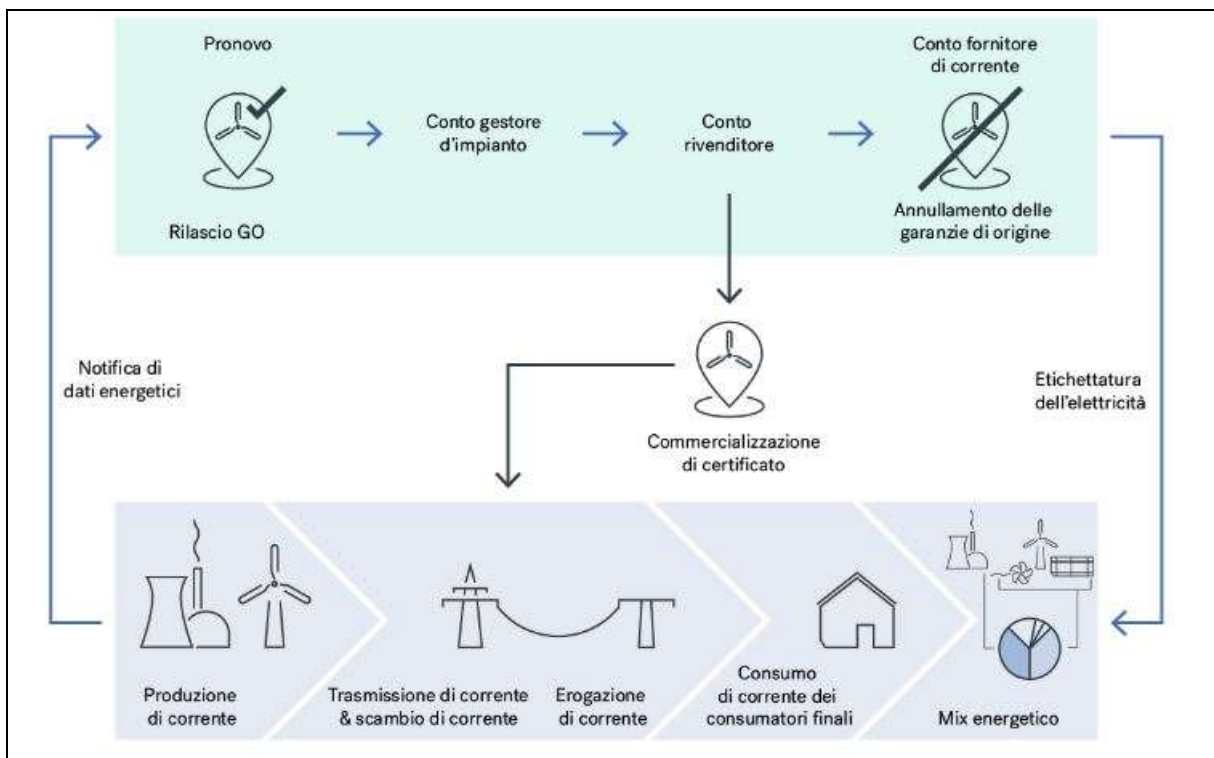 Pronovo
Rilascio GO
Conto gestore
d'impianto
Conto
rivenditore
Conto fornitore
di corrente
Annullamento delle
garanzie di origine
Notifica di
dati energetici
Commercializzazione
di certificato
Etichettatura
dell'elettricità
Produzione
di corrente
Trasmissione di corrente
& scambio di corrente
Erogazione
di corrente
Consumo
di corrente dei
consumatori finali
Mix energetico